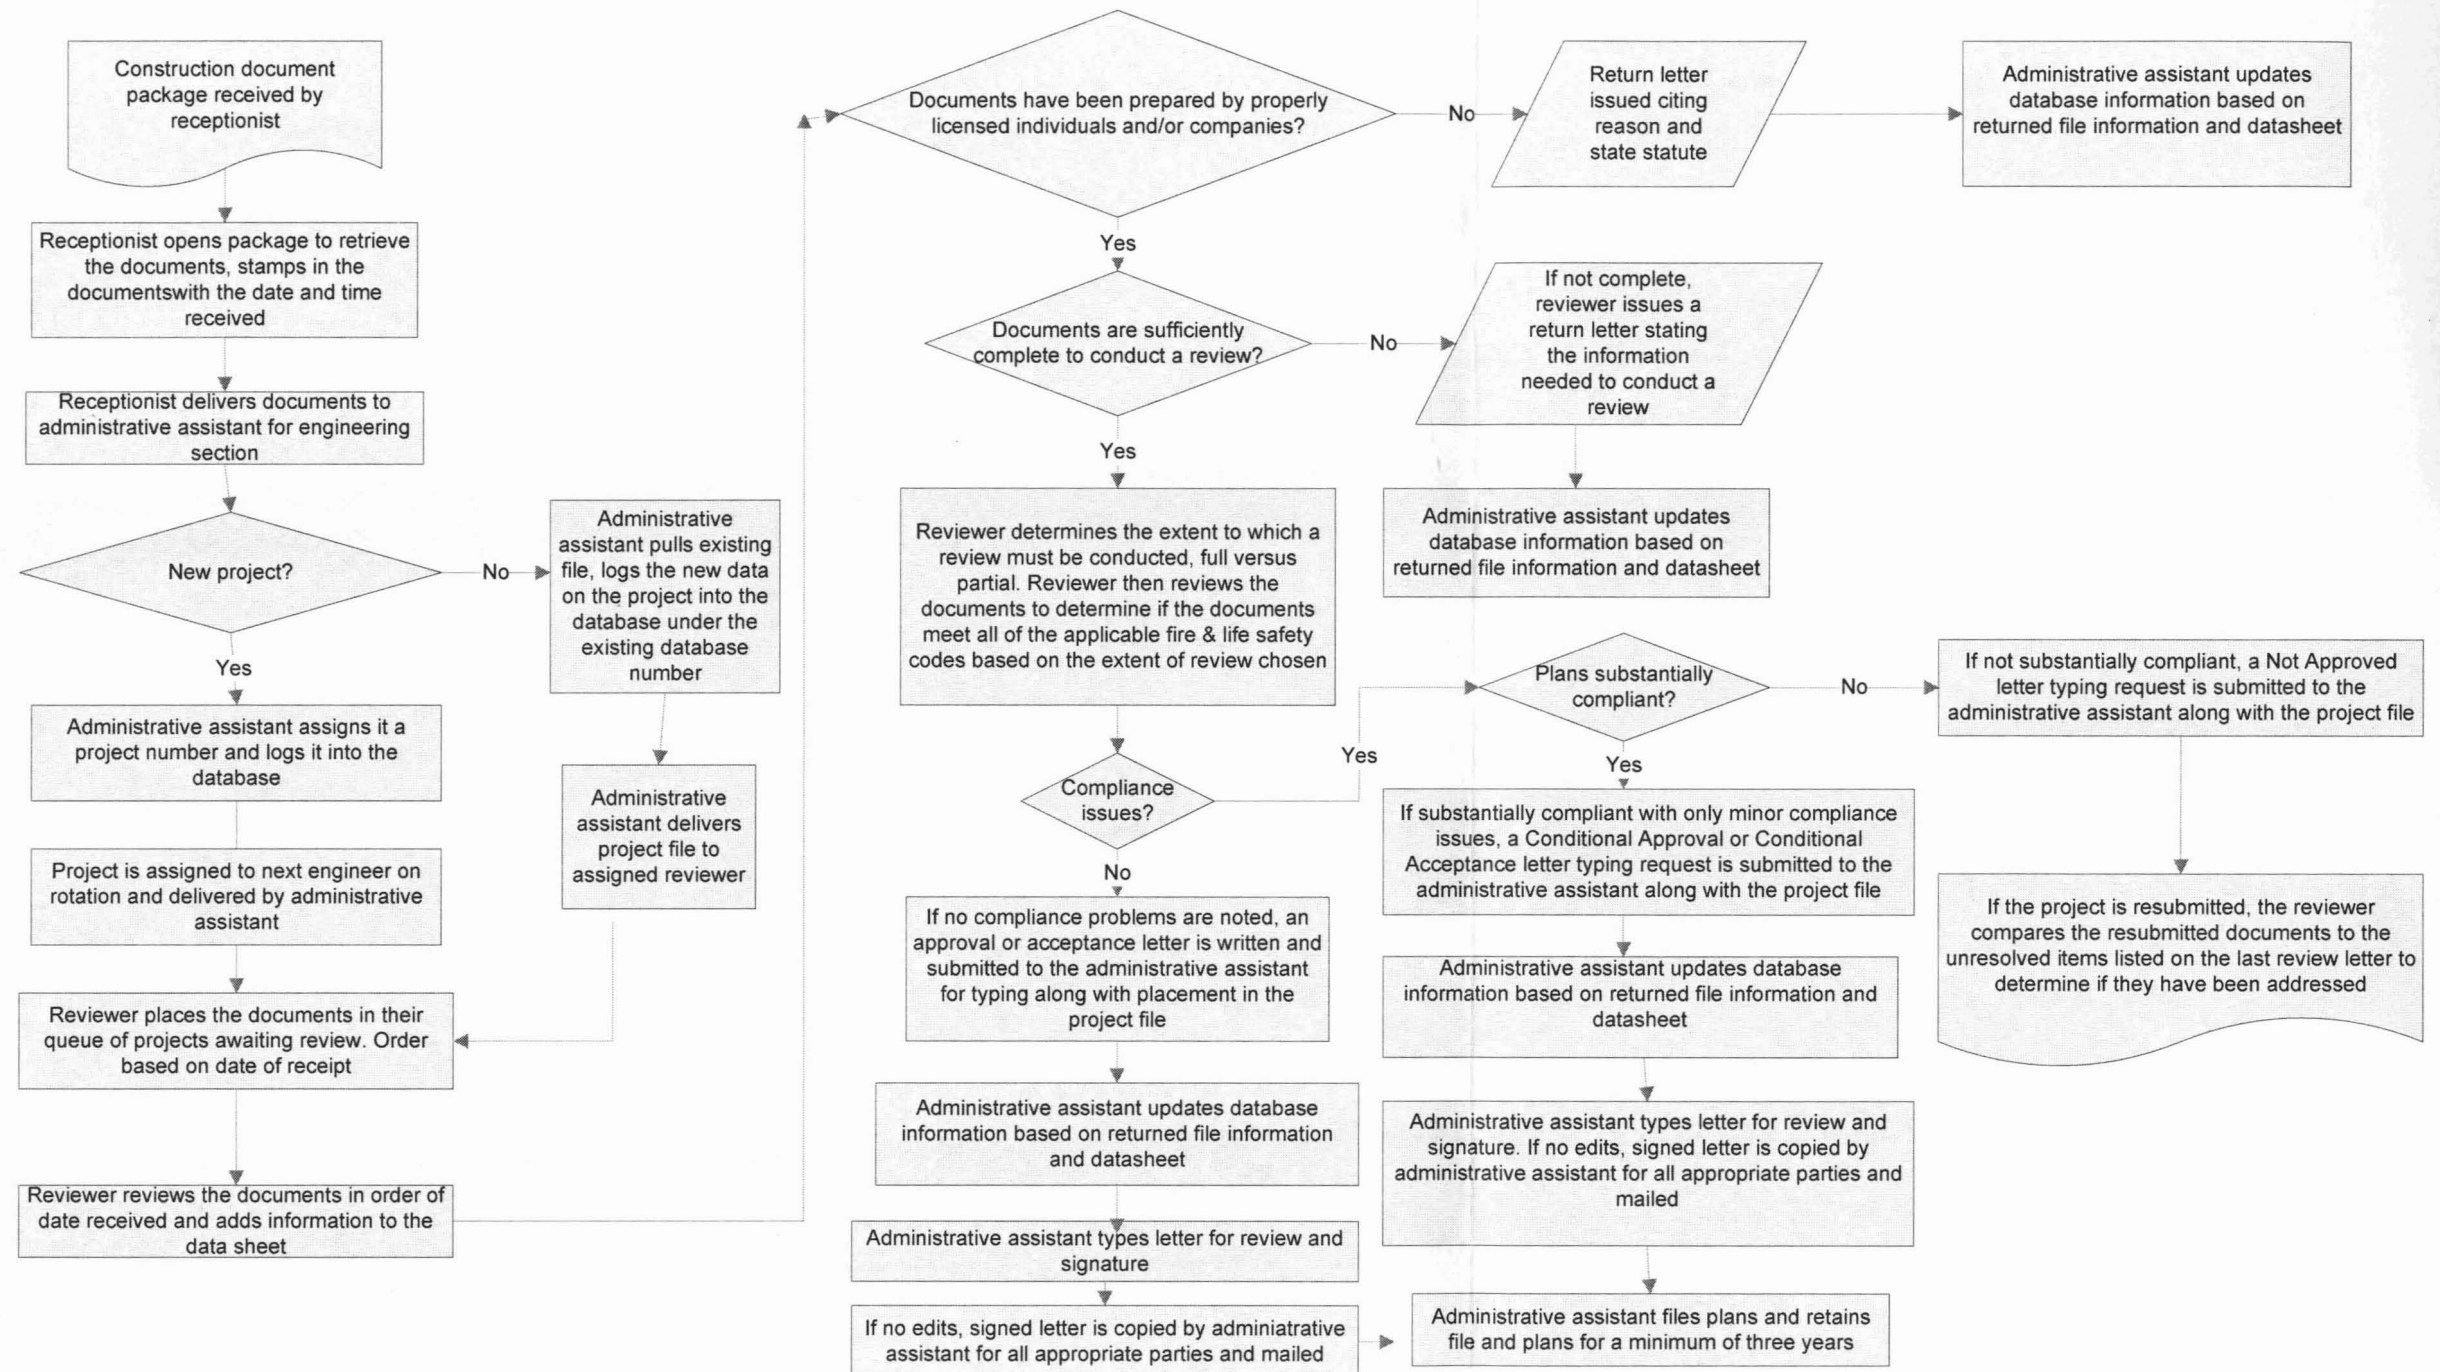 Construction document
package received by
receptionist
Receptionist opens package to retrieve
the documents, stamps in the
documentswith the date and time
received
Receptionist delivers documents to
administrative assistant for engineering
section
New project?
No
Administrative
assistant pulls existing
file, logs the new data
on the project into the
database under the
existing database
number
Yes
Administrative assistant assigns it a
project number and logs it into the
database
Administrative
assistant delivers
project file to
assigned reviewer
Project is assigned to next engineer on
rotation and delivered by administrative
assistant
Reviewer places the documents in their
queue of projects awaiting review. Order
based on date of receipt
Reviewer reviews the documents in order of
date received and adds information to the
data sheet
Documents have been prepared by properly
licensed individuals and/or companies?
No
Return letter
issued citing
reason and
state statute
Administrative assistant updates
database information based on
returned file information and datasheet
Yes
Documents are sufficiently
complete to conduct a review?
No
If not complete,
reviewer issues a
return letter stating
the information
needed to conduct a
review
Administrative assistant updates
database information based on
returned file information and datasheet
Yes
Reviewer determines the extent to which a
review must be conducted, full versus
partial. Reviewer then reviews the
documents to determine if the documents
meet all of the applicable fire & life safety
codes based on the extent of review chosen
Compliance
issues?
Yes
Plans substantially
compliant?
No
If not substantially compliant, a Not Approved
letter typing request is submitted to the
administrative assistant along with the project file
If the project is resubmitted, the reviewer
compares the resubmitted documents to the
unresolved items listed on the last review letter to
determine if they have been addressed
Yes
If substantially compliant with only minor compliance
issues, a Conditional Approval or Conditional
Acceptance letter typing request is submitted to the
administrative assistant along with the project file
Administrative assistant updates database
information based on returned file information and
datasheet
Administrative assistant types letter for review and
signature. If no edits, signed letter is copied by
administrative assistant for all appropriate parties and
mailed
No
If no compliance problems are noted, an
approval or acceptance letter is written and
submitted to the administrative assistant
for typing along with placement in the
project file
Administrative assistant updates database
information based on returned file information
and datasheet
Administrative assistant types letter for review and
signature
If no edits, signed letter is copied by adminiatrative
assistant for all appropriate parties and mailed
Administrative assistant files plans and retains
file and plans for a minimum of three years